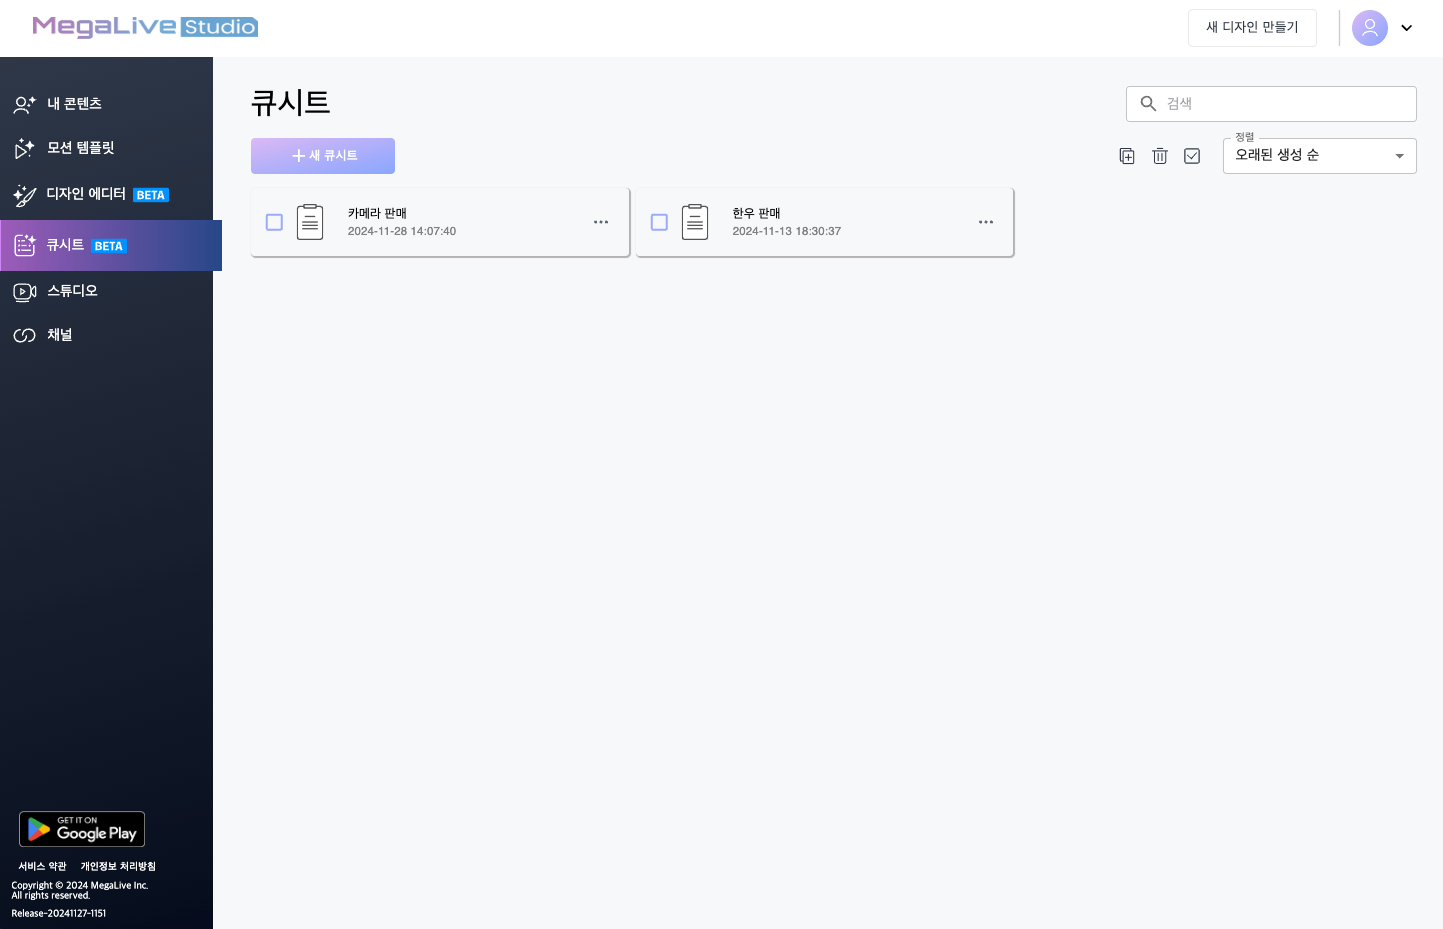 MegaLive Studio
새 디자인 만들기
내 콘텐츠
모션 템플릿
디자인 에디터 BETA
큐시트 BETA
스튜디오
채널
큐시트
검색
새 큐시트
정렬
오래된 생성 순
카메라 판매
2024-11-28 14:07:40
한우 판매
2024-11-13 18:30:37
GET IT ON
Google Play
서비스 약관 개인정보 처리방침
Copyright © 2024 MegaLive Inc.
All rights reserved.
Release-20241127-1151